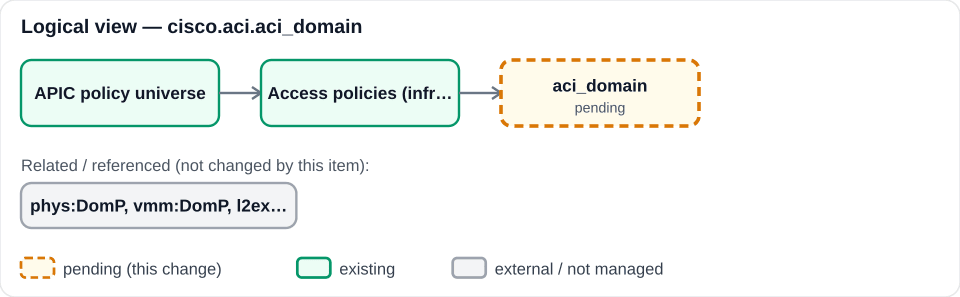 Logical view — cisco.aci.aci_domain
APIC policy universe
Access policies (infr…
aci_domain
pending
Related / referenced (not changed by this item):
phys:DomP, vmm:DomP, l2ex…
pending (this change)
existing
external / not managed